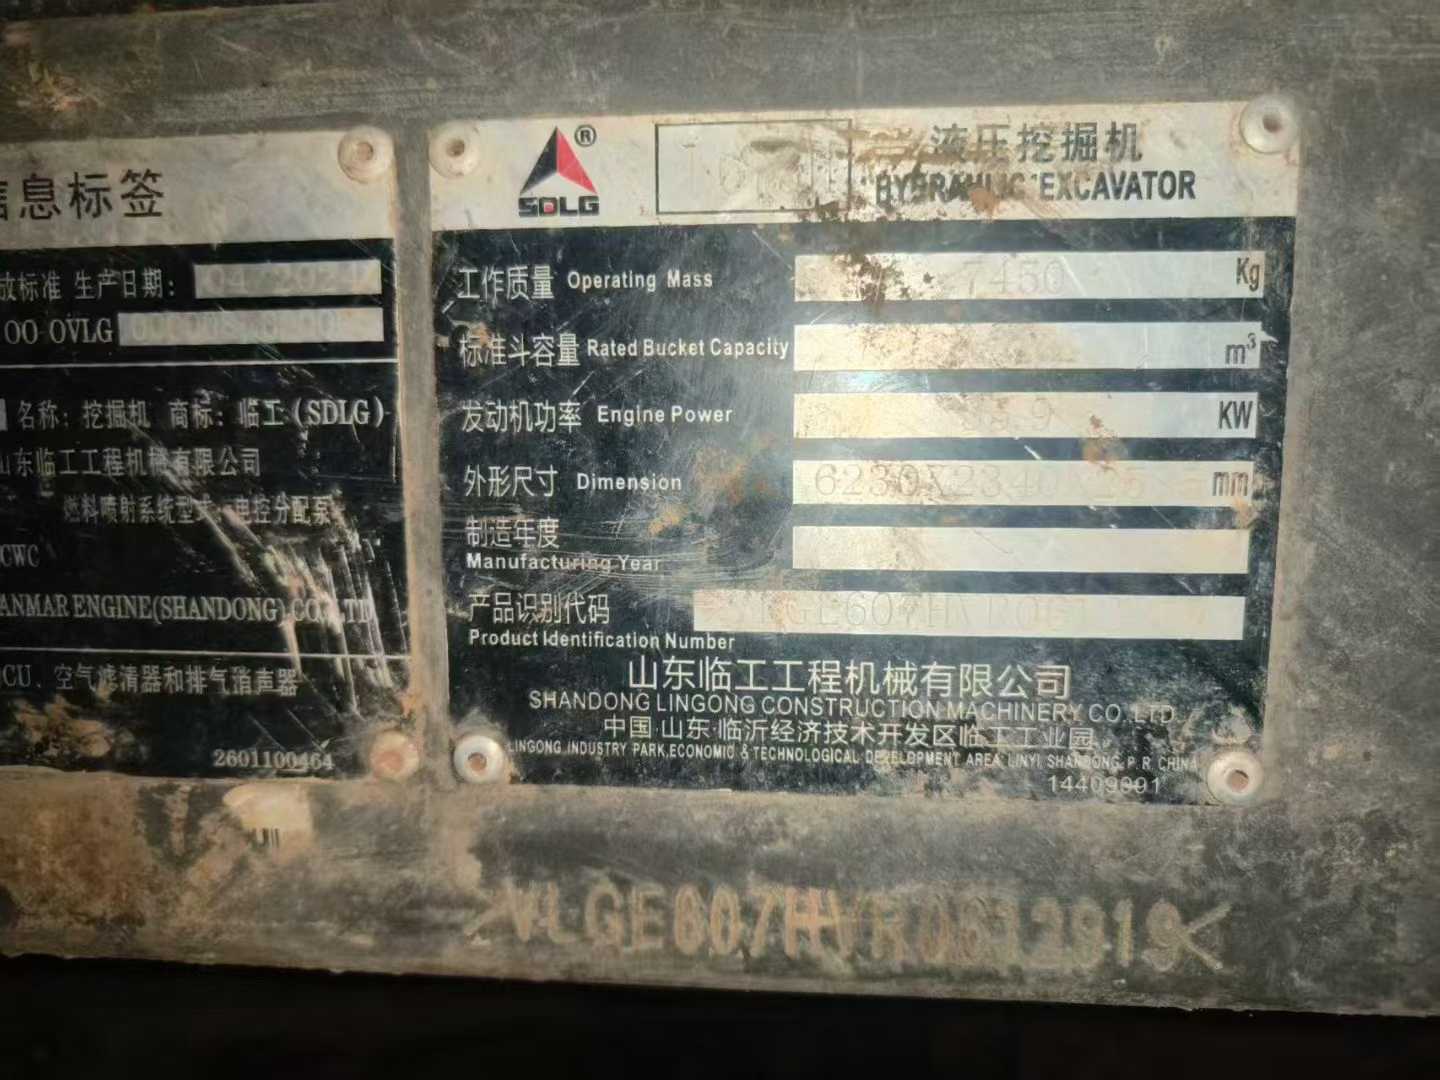 息标签
放标准 生产日期:
OO OVLG
名称: 挖掘机 商标: 临工(SDLG)
山东临工工程机械有限公司
燃料喷射系统型式 电控分配泵
CWC
ANMAR ENGINE(SHANDONG) CO., LTD
CU、空气滤清器和排气消声器
2601100464
®
SDLG
液压挖掘机
HYDRAULIC EXCAVATOR
工作质量 Operating Mass 7450 Kg
标准斗容量 Rated Bucket Capacity m³
发动机功率 Engine Power KW
外形尺寸 Dimension 6230X2340 mm
制造年度
Manufacturing Year
产品识别代码
Product Identification Number
山东临工工程机械有限公司
SHANDONG LINGONG CONSTRUCTION MACHINERY CO.,LTD.
中国·山东·临沂经济技术开发区临工工业园
LINGONG INDUSTRY PARK,ECONOMIC & TECHNOLOGICAL DEVELOPMENT AREA LINYI SHANDONG, P. R. CHINA
14409001
VLGE607H